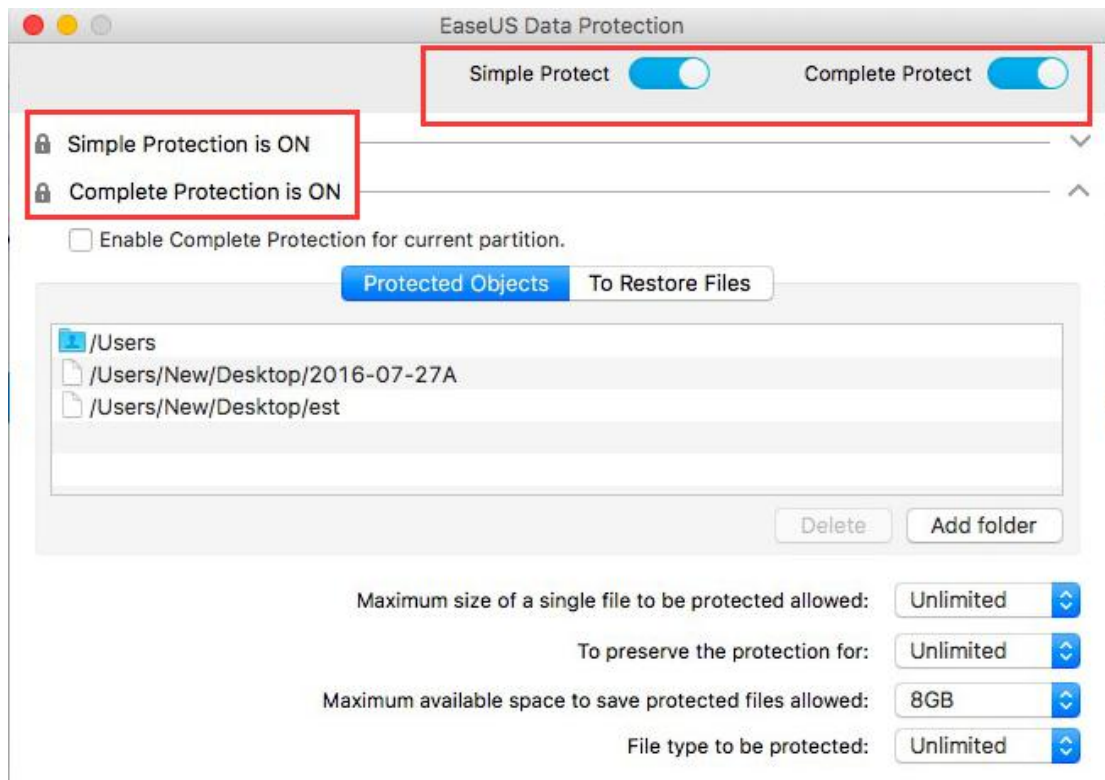 EaseUS Data Protection
Simple Protect Complete Protect
Simple Protection is ON
Complete Protection is ON
Enable Complete Protection for current partition.
Protected Objects To Restore Files
/Users
/Users/New/Desktop/2016-07-27A
/Users/New/Desktop/est
Delete Add folder
Maximum size of a single file to be protected allowed: Unlimited
To preserve the protection for: Unlimited
Maximum available space to save protected files allowed: 8GB
File type to be protected: Unlimited